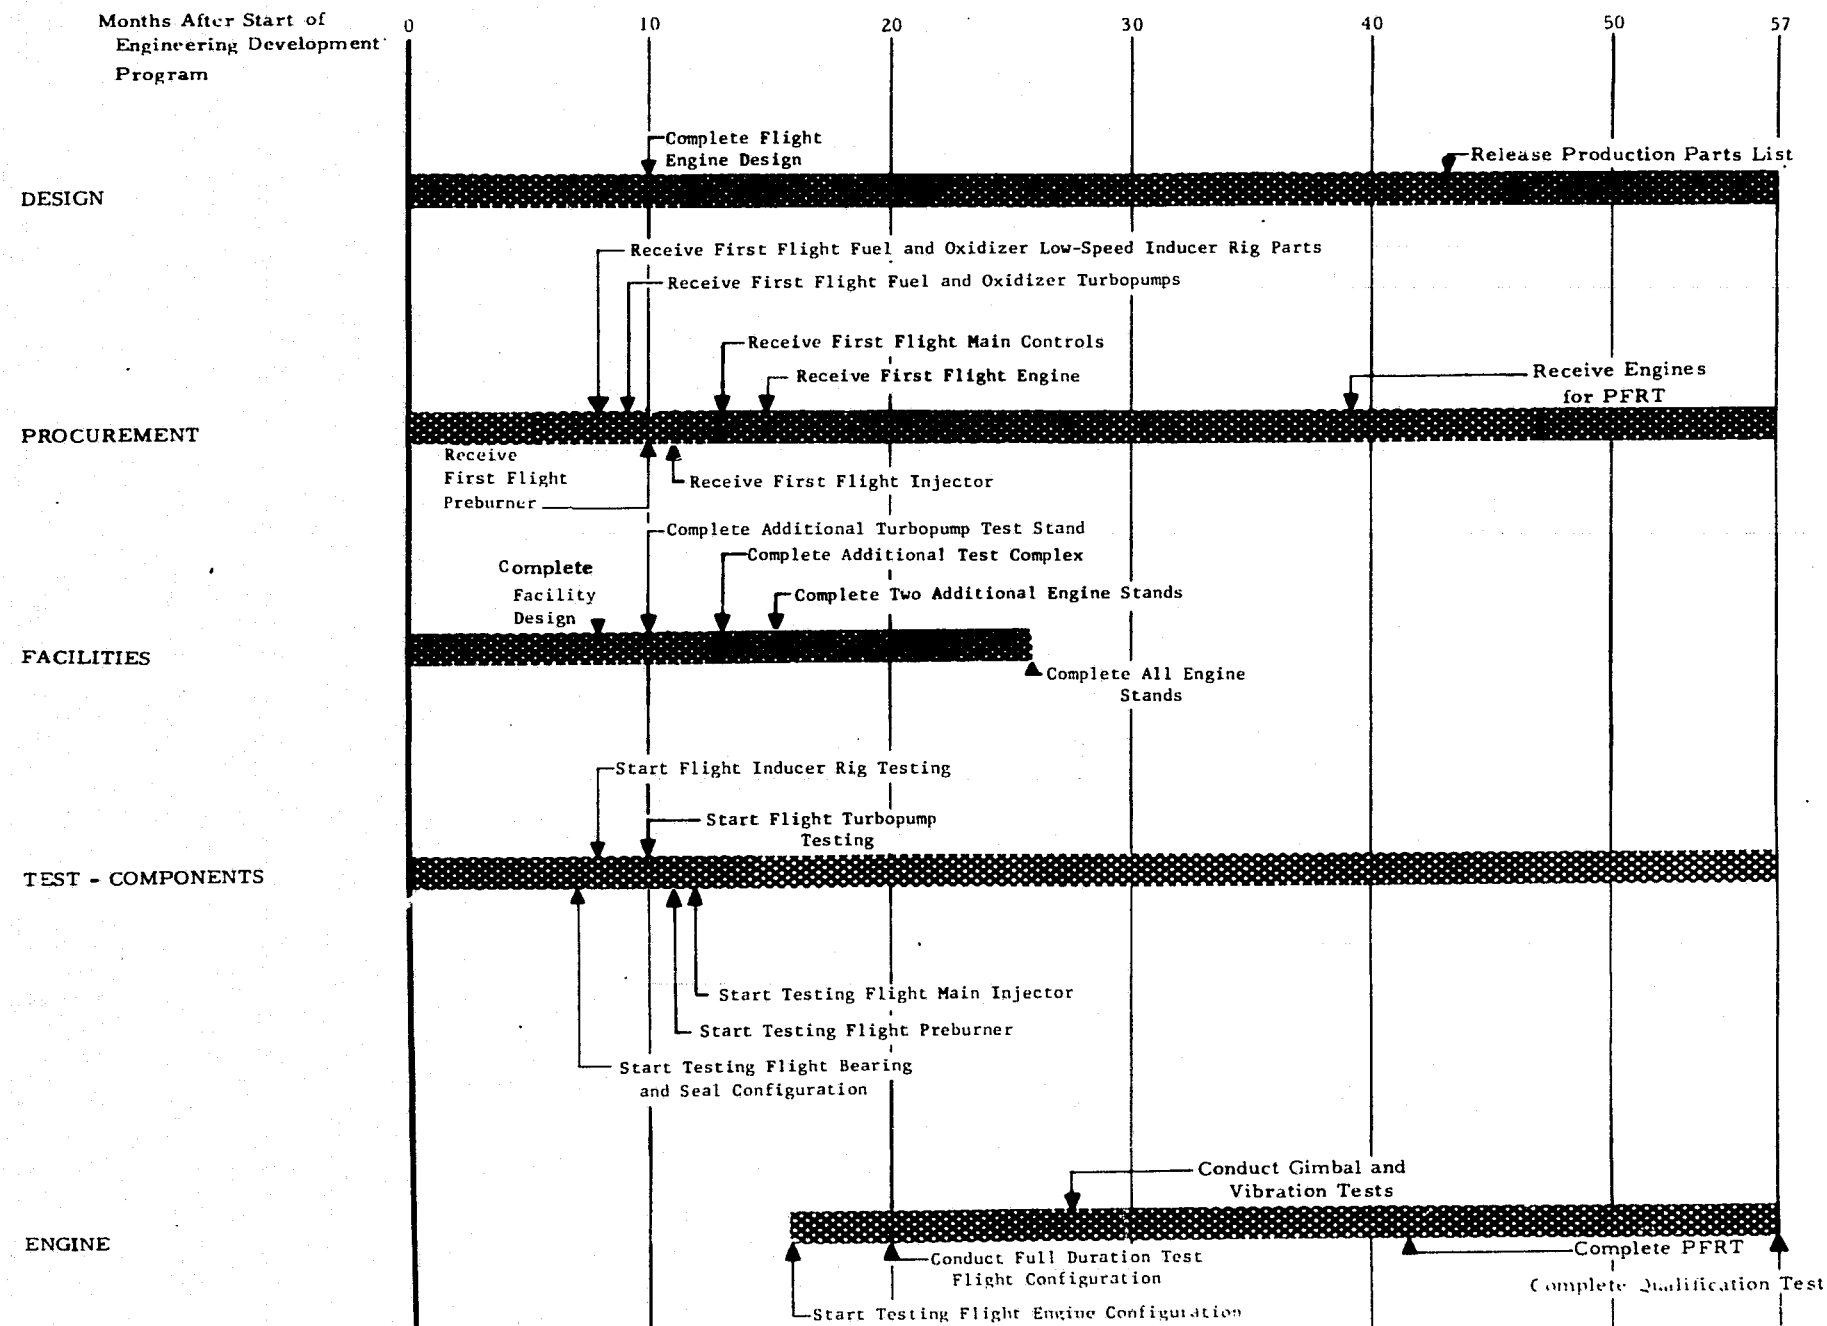 Months After Start of
Engineering Development
Program
0 10 20 30 40 50 57
Complete Flight
Engine Design
Release Production Parts List
DESIGN
Receive First Flight Fuel and Oxidizer Low-Speed Inducer Rig Parts
Receive First Flight Fuel and Oxidizer Turbopumps
Receive First Flight Main Controls
Receive First Flight Engine
Receive Engines
for PFRT
PROCUREMENT
Receive
First Flight
Preburner
Receive First Flight Injector
Complete Additional Turbopump Test Stand
Complete Additional Test Complex
Complete
Facility
Design
Complete Two Additional Engine Stands
FACILITIES
Complete All Engine
Stands
Start Flight Inducer Rig Testing
Start Flight Turbopump
Testing
TEST - COMPONENTS
Start Testing Flight Main Injector
Start Testing Flight Preburner
Start Testing Flight Bearing
and Seal Configuration
Conduct Gimbal and
Vibration Tests
ENGINE
Conduct Full Duration Test
Flight Configuration
Complete PFRT
Complete Qualification Test
Start Testing Flight Engine Configuration